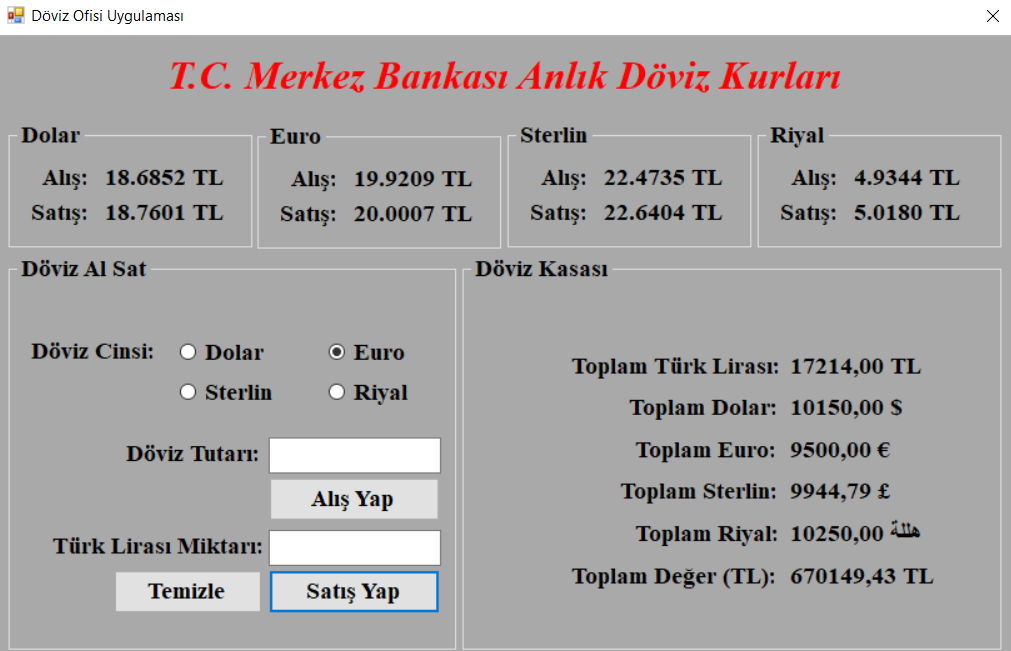 Döviz Ofisi Uygulaması
T.C. Merkez Bankası Anlık Döviz Kurları
Dolar
Alış: 18.6852 TL
Satış: 18.7601 TL
Euro
Alış: 19.9209 TL
Satış: 20.0007 TL
Sterlin
Alış: 22.4735 TL
Satış: 22.6404 TL
Riyal
Alış: 4.9344 TL
Satış: 5.0180 TL
Döviz Al Sat
Döviz Cinsi: Dolar Euro
Sterlin Riyal
Döviz Tutarı:
Alış Yap
Türk Lirası Miktarı:
Temizle Satış Yap
Döviz Kasası
Toplam Türk Lirası: 17214,00 TL
Toplam Dolar: 10150,00 $
Toplam Euro: 9500,00 €
Toplam Sterlin: 9944,79 £
Toplam Riyal: 10250,00 هللة
Toplam Değer (TL): 670149,43 TL